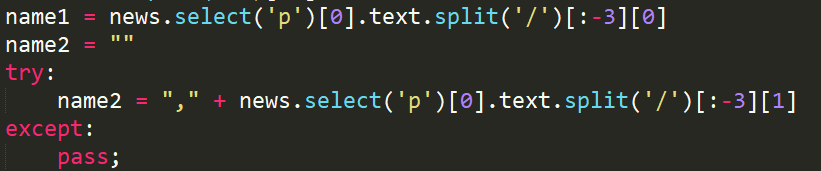 name1 = news.select('p')[0].text.split('/')[:-3][0]
name2 = ""
try:
    name2 = "," + news.select('p')[0].text.split('/')[:-3][1]
except:
    pass;